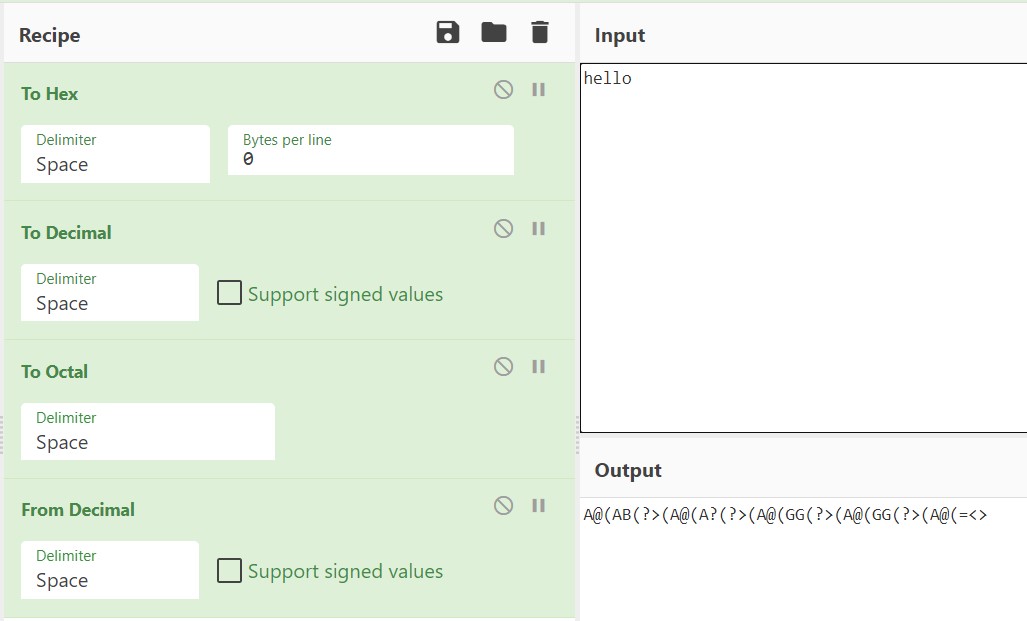 Recipe
To Hex
Delimiter
Space
Bytes per line
0
To Decimal
Delimiter
Space
Support signed values
To Octal
Delimiter
Space
From Decimal
Delimiter
Space
Support signed values
Input
hello
Output
A@(AB(?>(A@(A?(?>(A@(GG(?>(A@(GG(?>(A@(=<>